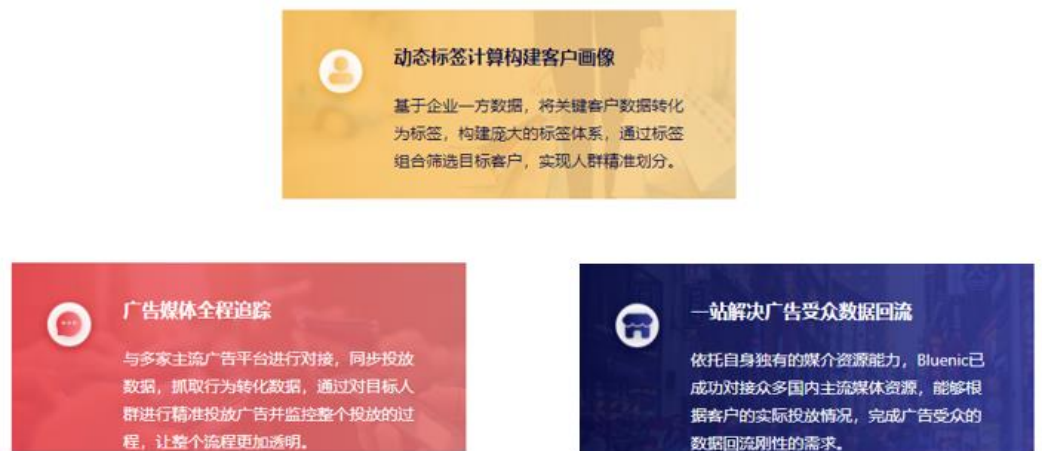 动态标签计算构建客户画像
基于企业一方数据，将关键客户数据转化
为标签，构建庞大的标签体系，通过标签
组合筛选目标客户，实现人群精准划分。
广告媒体全程追踪
与多家主流广告平台进行对接，同步投放
数据，抓取行为转化数据，通过对目标人
群进行精准投放广告并监控整个投放的过
程，让整个流程更加透明。
一站解决广告受众数据回流
依托自身独有的媒介资源能力，Bluenic已
成功对接众多国内主流媒体资源，能够根
据客户的实际投放情况，完成广告受众的
数据回流刚性的需求。